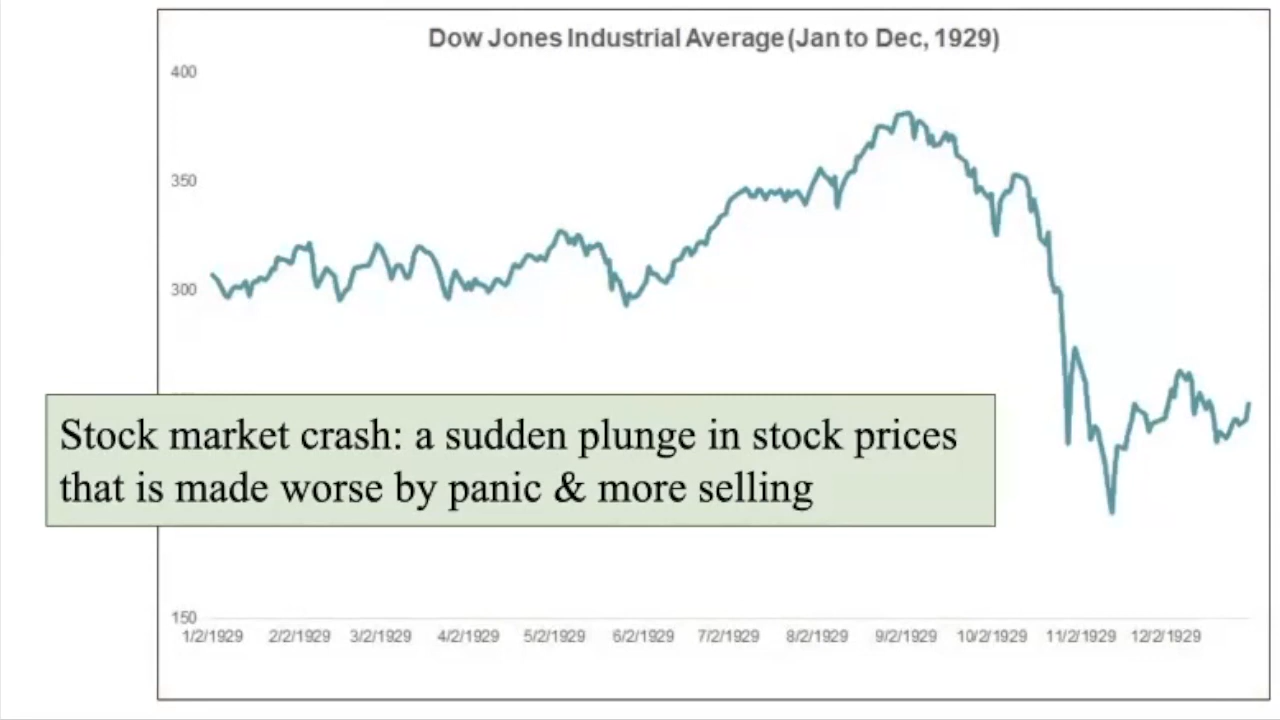 Dow Jones Industrial Average (Jan to Dec, 1929)
400
350
300
Stock market crash: a sudden plunge in stock prices
that is made worse by panic & more selling
150
1/2/1929 2/2/1929 3/2/1929 4/2/1929 5/2/1929 6/2/1929 7/2/1929 8/2/1929 9/2/1929 10/2/1929 11/2/1929 12/2/1929